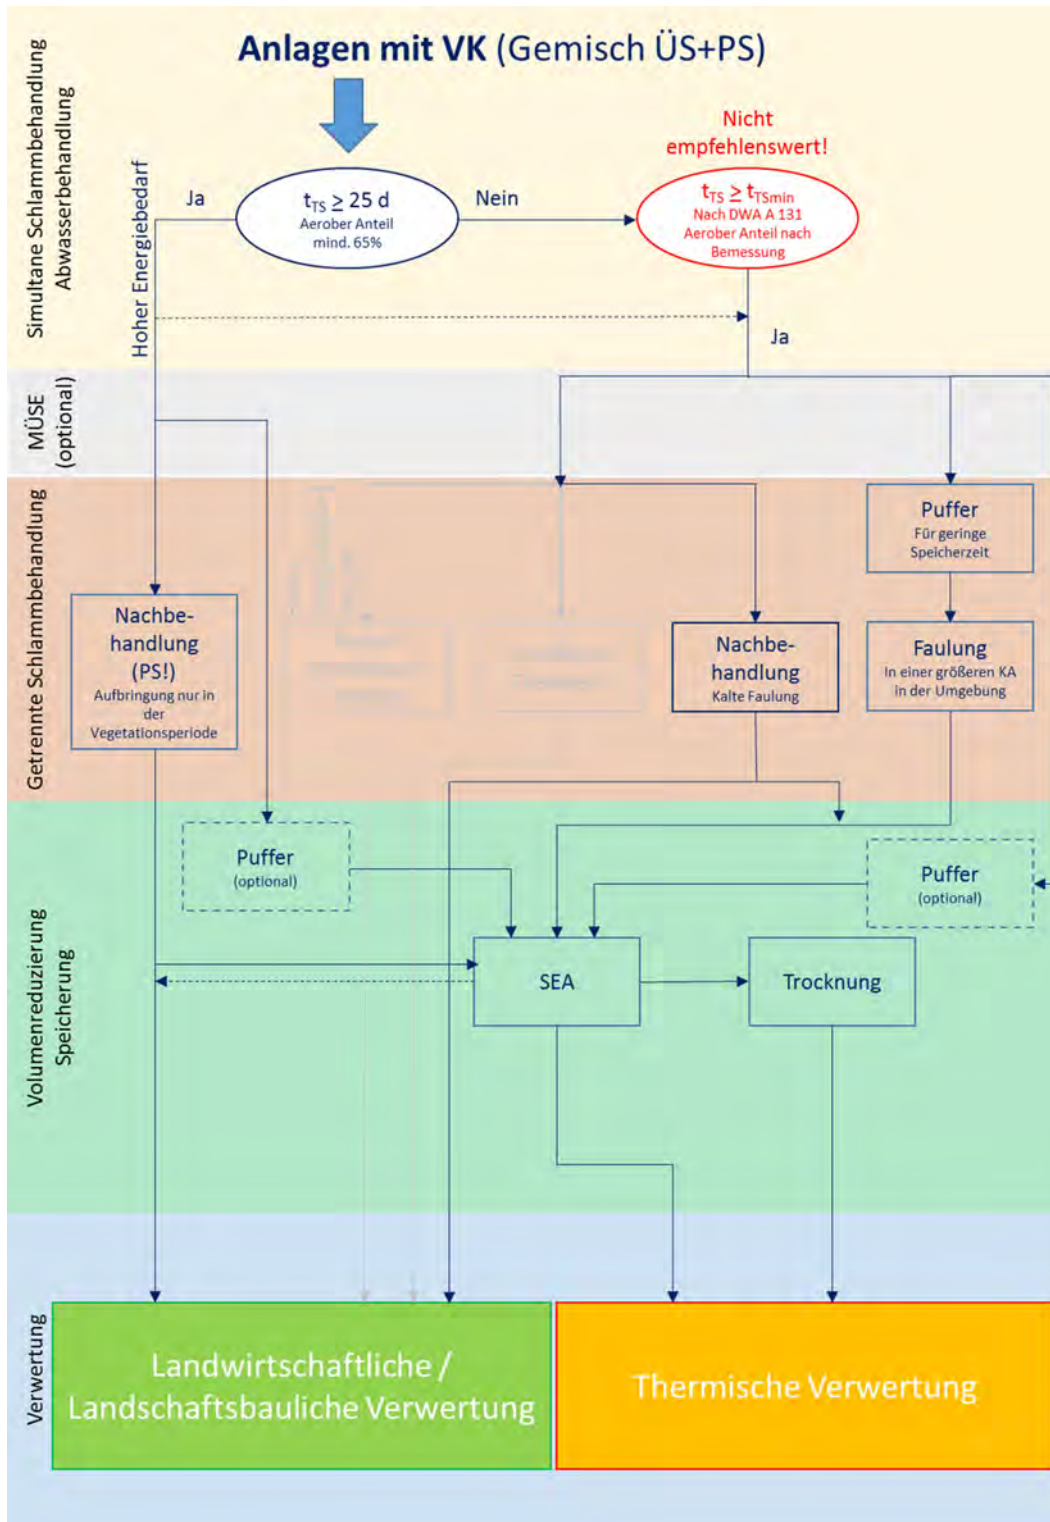 Anlagen mit VK (Gemisch ÜS+PS)
Simultane Schlammbehandlung
Abwasserbehandlung
Nicht
empfehlenswert!
Hoher Energiebedarf
Ja
t_TS ≥ 25 d
Aerober Anteil
mind. 65%
Nein
t_TS ≥ t_TSmin
Nach DWA A 131
Aerober Anteil nach
Bemessung
Ja
MÜSE
(optional)
Getrennte Schlammbehandlung
Puffer
Für geringe
Speicherzeit
Nachbe-
handlung
(PS!)
Aufbringung nur in
der
Vegetationsperiode
Nachbe-
handlung
Kalte Faulung
Faulung
In einer größeren KA
in der Umgebung
Volumenreduzierung
Speicherung
Puffer
(optional)
Puffer
(optional)
SEA
Trocknung
Verwertung
Landwirtschaftliche /
Landschaftsbauliche Verwertung
Thermische Verwertung